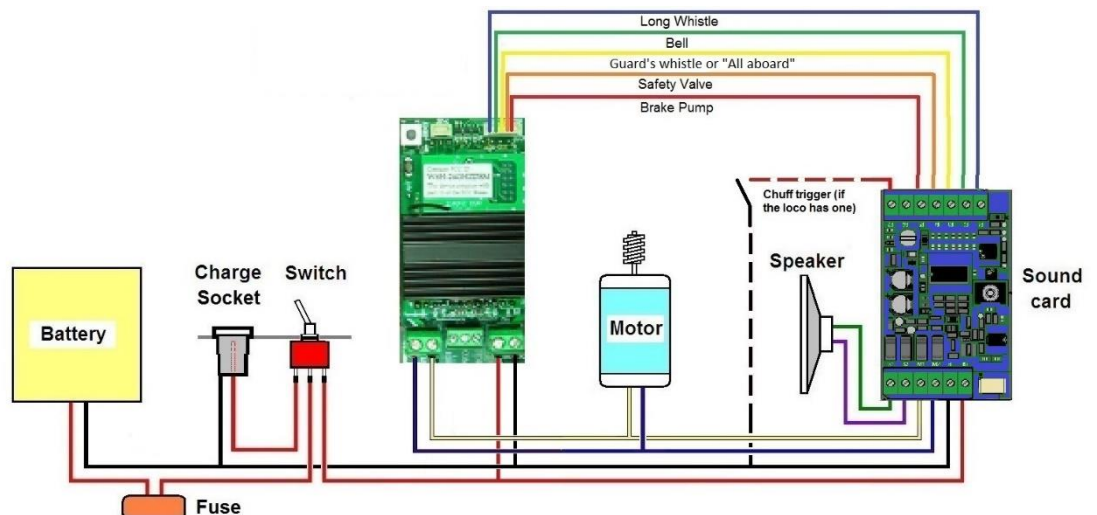 Long Whistle
Bell
Guard's whistle or "All aboard"
Safety Valve
Brake Pump
Chuff trigger (if
the loco has one)
Charge
Socket
Switch
Speaker
Sound
card
Battery
Motor
Fuse